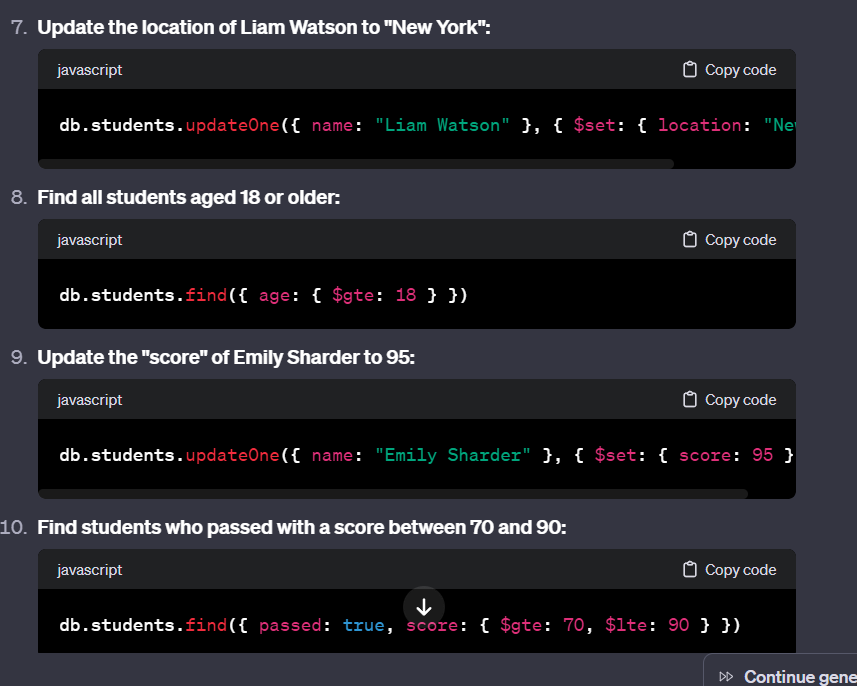 7. Update the location of Liam Watson to "New York":
javascript Copy code
db.students.updateOne({ name: "Liam Watson" }, { $set: { location: "New
8. Find all students aged 18 or older:
javascript Copy code
db.students.find({ age: { $gte: 18 } })
9. Update the "score" of Emily Sharder to 95:
javascript Copy code
db.students.updateOne({ name: "Emily Sharder" }, { $set: { score: 95 }
10. Find students who passed with a score between 70 and 90:
javascript Copy code
db.students.find({ passed: true, score: { $gte: 70, $lte: 90 } })
Continue gene